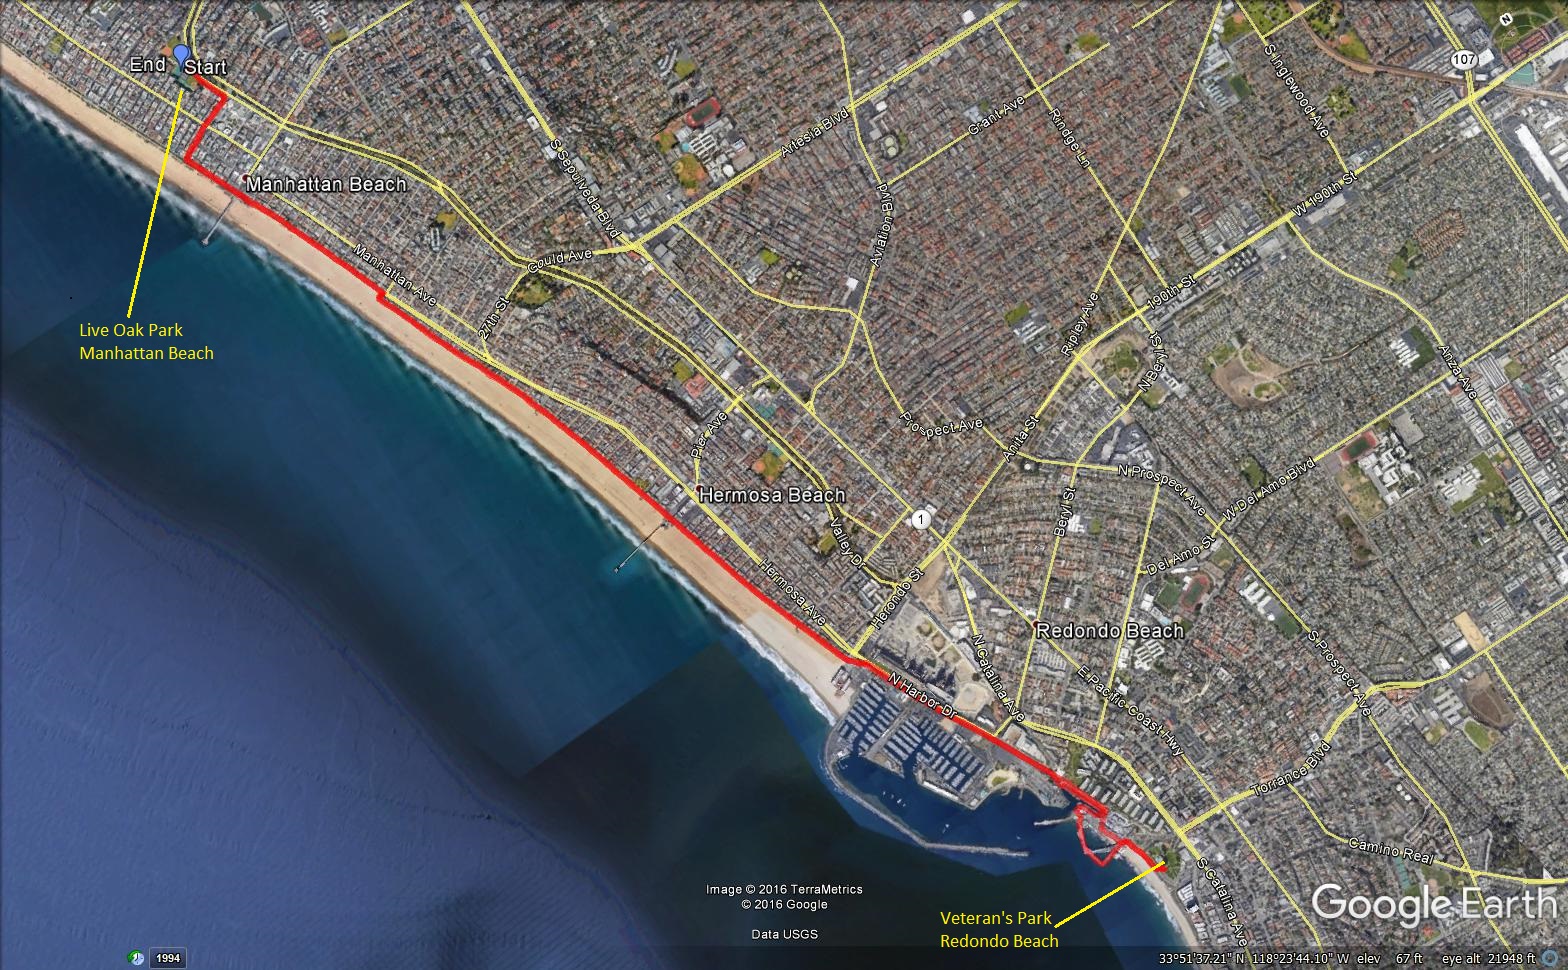 End
Start
107
S Inglewood Ave
Artesia Blvd
Grant Ave
Rindge Ln
S Sepulveda Blvd
Manhattan Beach
W 190th St
Aviation Blvd
Gould Ave
Manhattan Ave
190th St
27th St
Ripley Ave
Live Oak Park
Manhattan Beach
N Beryl St
Anza Ave
Pier Ave
Prospect Ave
Anita St
N Prospect Ave
W Del Amo Blvd
Hermosa Beach
Beryl St
1
Valley Dr
Del Amo St
Hermosa Ave
Herondo St
Redondo Beach
N Catalina Ave
S Prospect Ave
N Harbor Dr
E Pacific Coast Hwy
Torrance Blvd
Camino Real
S Catalina Ave
Image © 2016 TerraMetrics
© 2016 Google
Data USGS
Veteran's Park
Redondo Beach
Google Earth
1994
33°51'37.21" N 118°23'44.10" W elev 67 ft eye alt 21948 ft
N